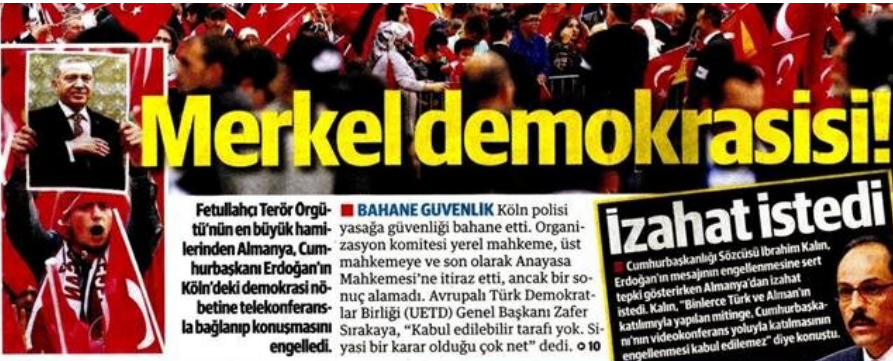 Merkel demokrasisi!
Fetullahçı Terör Örgü-
tü'nün en büyük hami-
lerinden Almanya, Cum-
hurbaşkanı Erdoğan'ın
Köln'deki demokrasi nö-
betine telekonferans-
la bağlanıp konuşmasını
engelledi.
BAHANE GÜVENLİK Köln polisi
yasağa güvenliği bahane etti. Organi-
zasyon komitesi yerel mahkeme, üst
mahkemeye ve son olarak Anayasa
Mahkemesi'ne itiraz etti, ancak bir so-
nuç alamadı. Avrupalı Türk Demokrat-
lar Birliği (UETD) Genel Başkanı Zafer
Sırakaya, “Kabul edilebilir tarafı yok. Si-
yasi bir karar olduğu çok net” dedi. 10
İzahat istedi
Cumhurbaşkanlığı Sözcüsü İbrahim Kalın,
Erdoğan'ın mesajının engellenmesine sert
tepki gösterirken Almanya'dan izahat
istedi. Kalın, “Binlerce Türk ve Alman'ın
katılımıyla yapılan mitinge, Cumhurbaşka-
nı'nın videokonferans yoluyla katılmasının
engellenmesi kabul edilemez” diye konuştu.